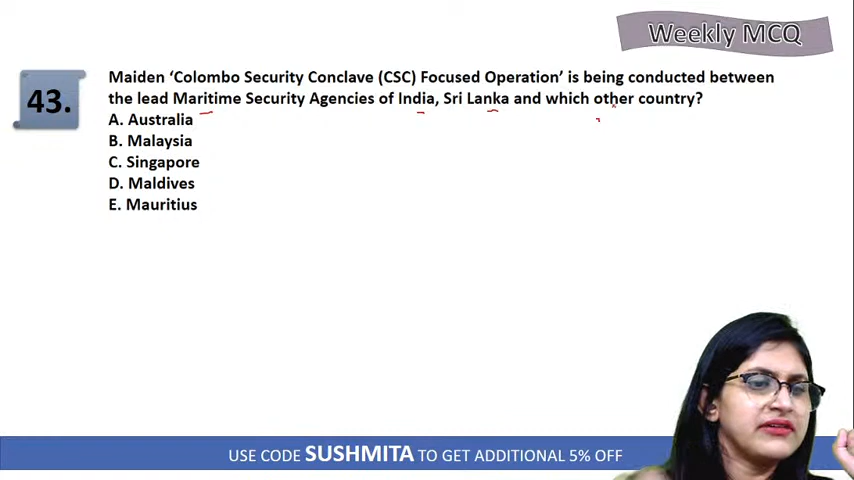 Weekly MCQ
43.
Maiden ‘Colombo Security Conclave (CSC) Focused Operation’ is being conducted between
the lead Maritime Security Agencies of India, Sri Lanka and which other country?
A. Australia
B. Malaysia
C. Singapore
D. Maldives
E. Mauritius
USE CODE SUSHMITA TO GET ADDITIONAL 5% OFF